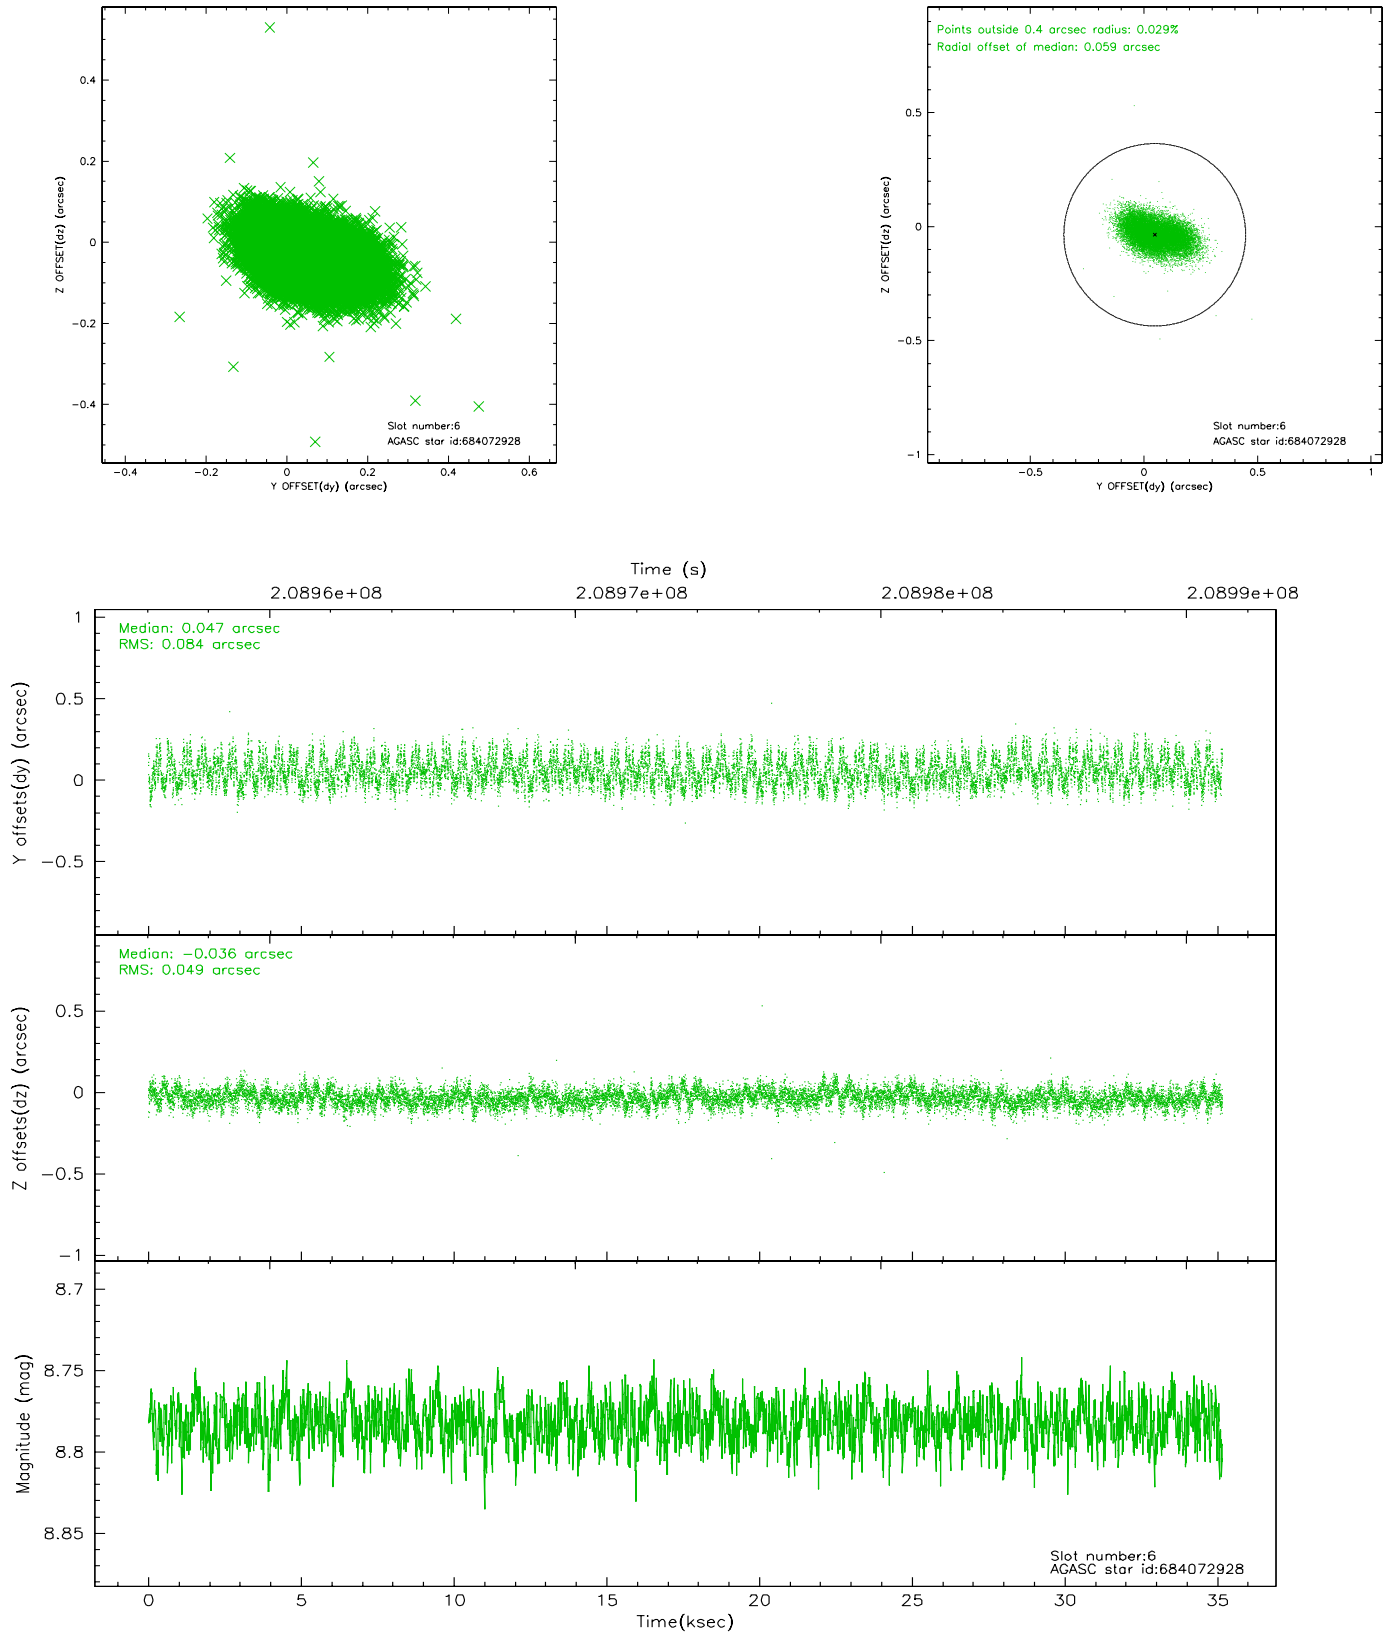 0.4
0.2
0
−0.2
−0.4
Z OFFSET(dz) (arcsec)
Slot number:6
AGASC star id:684072928
−0.4 −0.2 0 0.2 0.4 0.6
Y OFFSET(dy) (arcsec)
Points outside 0.4 arcsec radius: 0.029%
Radial offset of median: 0.059 arcsec
0.5
0
−0.5
−1
Z OFFSET(dz) (arcsec)
Slot number:6
AGASC star id:684072928
−0.5 0 0.5 1
Y OFFSET(dy) (arcsec)
Time (s)
2.0896e+08 2.0897e+08 2.0898e+08 2.0899e+08
Median: 0.047 arcsec
RMS: 0.084 arcsec
1
0.5
0
−0.5
Y offsets(dy) (arcsec)
Median: −0.036 arcsec
RMS: 0.049 arcsec
0.5
0
−0.5
−1
Z offsets(dz) (arcsec)
8.7
8.75
8.8
8.85
Magnitude (mag)
Slot number:6
AGASC star id:684072928
0 5 10 15 20 25 30 35
Time(ksec)